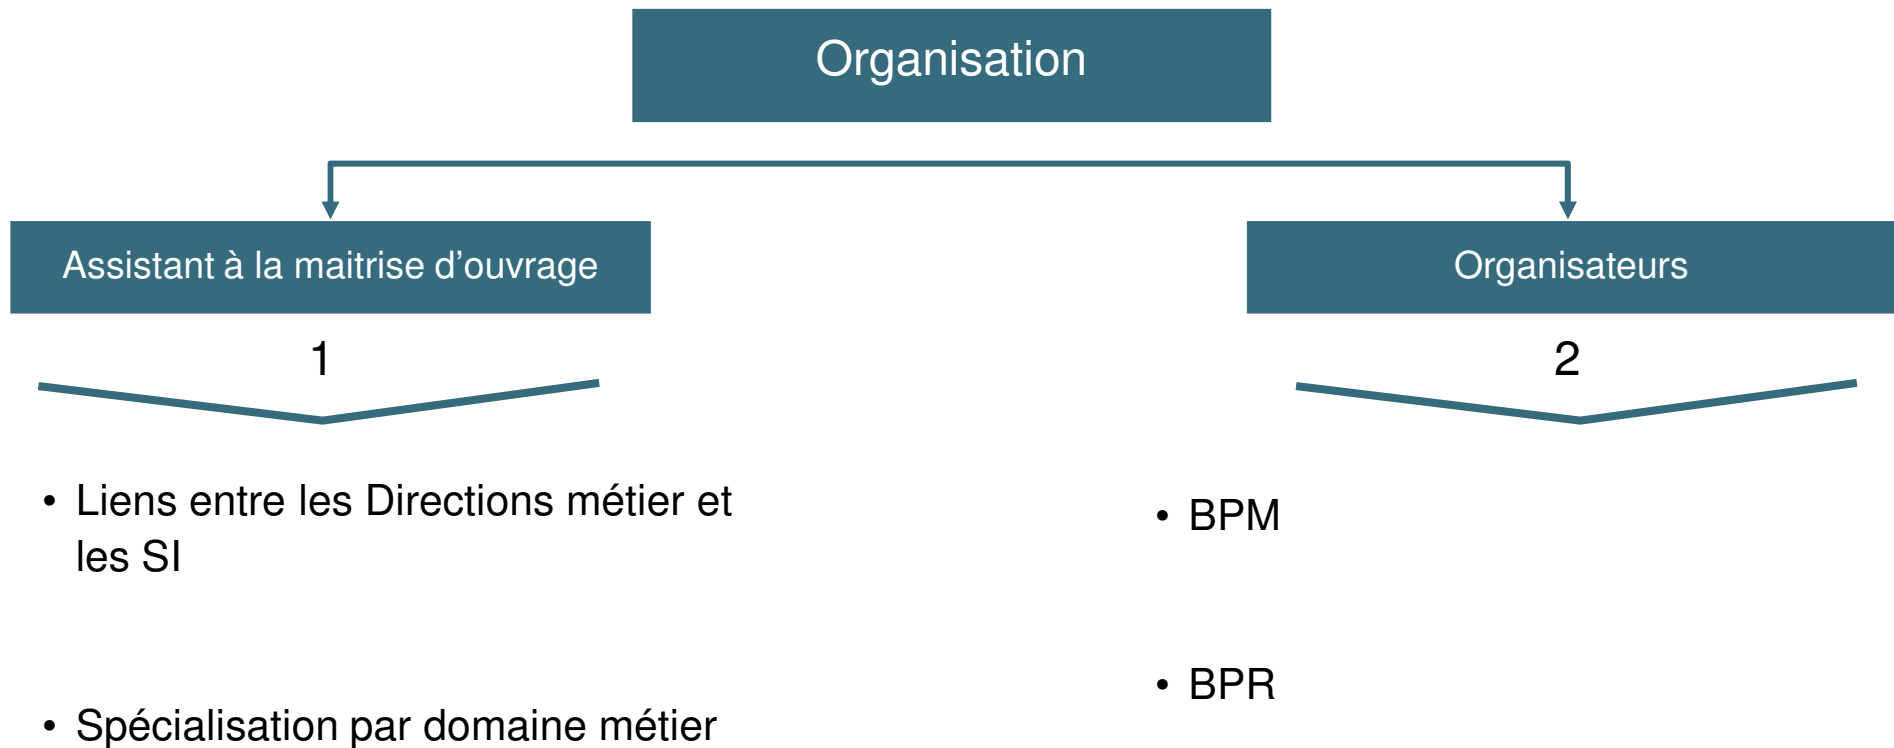 Organisation
Assistant à la maitrise d’ouvrage
1
• Liens entre les Directions métier et
les SI
• Spécialisation par domaine métier
Organisateurs
2
• BPM
• BPR